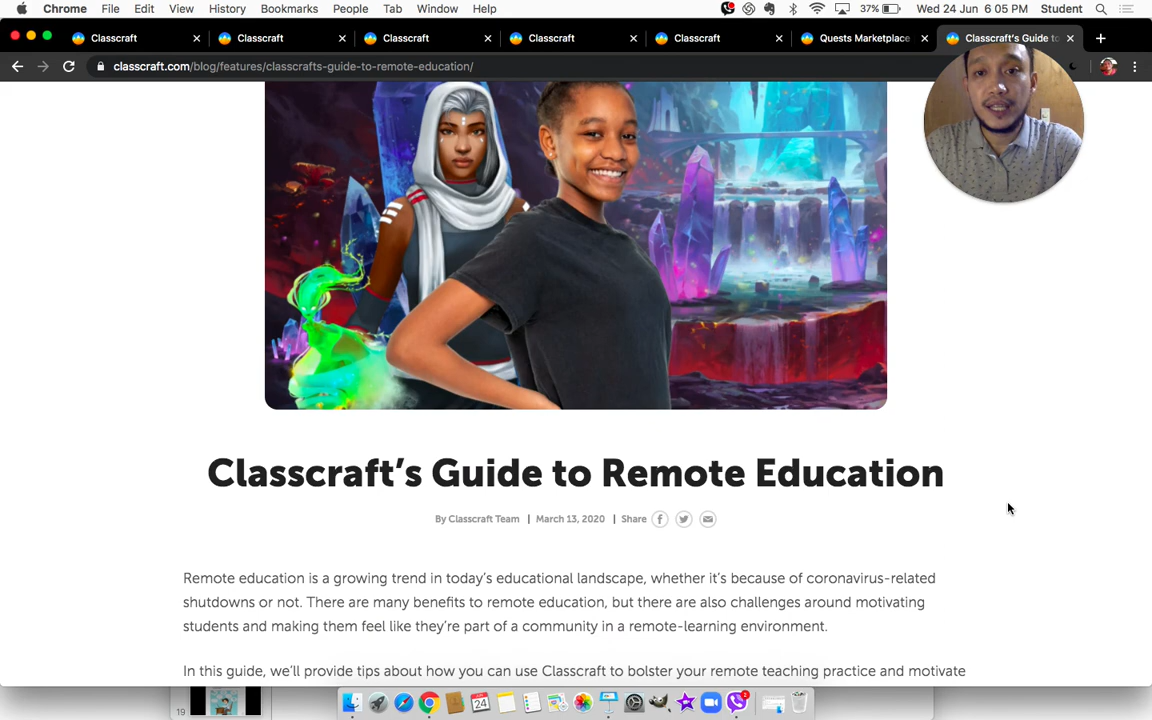 Chrome File Edit View History Bookmarks People Tab Window Help 37% Wed 24 Jun 6:05 PM Student
Classcraft Classcraft Classcraft Classcraft Classcraft Quests Marketplace Classcraft's Guide to
classcraft.com/blog/features/classcrafts-guide-to-remote-education/
Classcraft's Guide to Remote Education
By Classcraft Team | March 13, 2020 | Share
Remote education is a growing trend in today's educational landscape, whether it's because of coronavirus-related
shutdowns or not. There are many benefits to remote education, but there are also challenges around motivating
students and making them feel like they're part of a community in a remote-learning environment.
In this guide, we'll provide tips about how you can use Classcraft to bolster your remote teaching practice and motivate
24
2
19